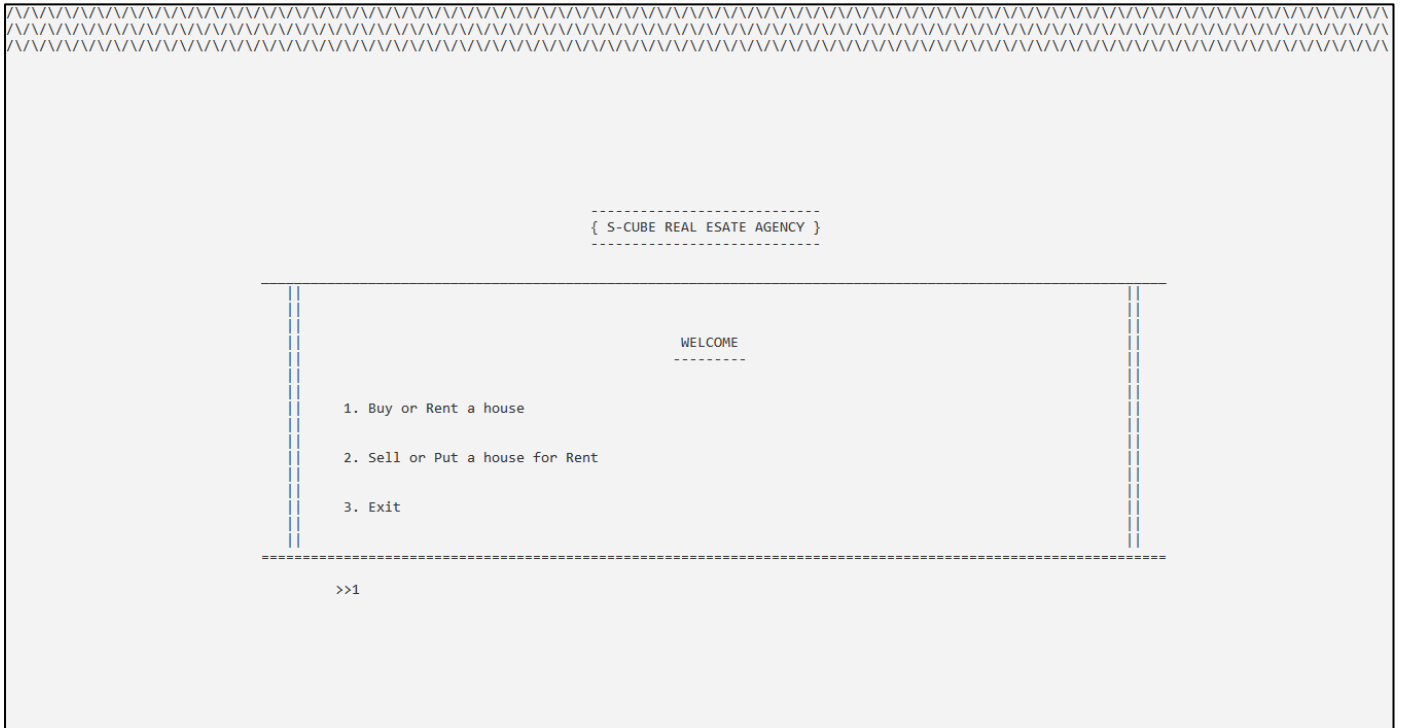 { S-CUBE REAL ESATE AGENCY }
WELCOME
1. Buy or Rent a house
2. Sell or Put a house for Rent
3. Exit
>>1